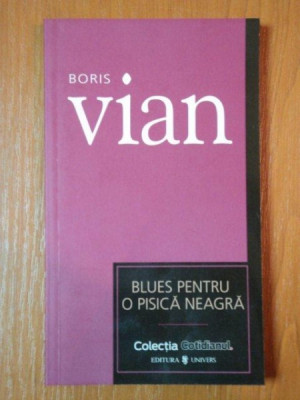 BORIS
vian
BLUES PENTRU
O PISICĂ NEAGRĂ
Colecția Cotidianul
EDITURA UNIVERS